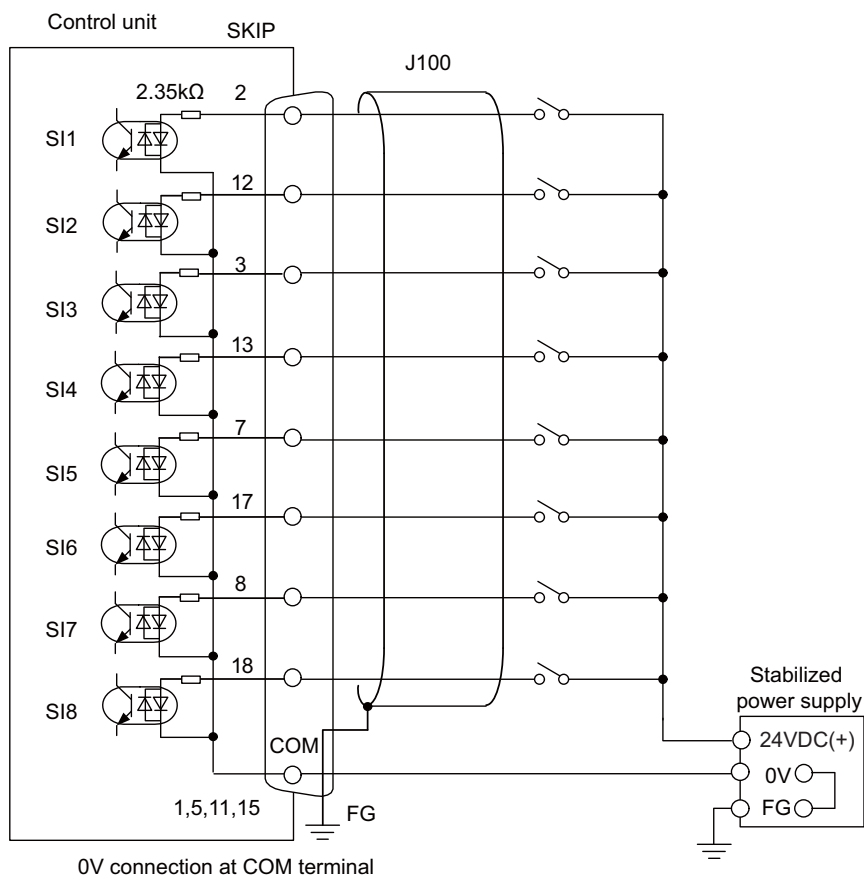 Control unit
SKIP
J100
2.35kΩ
2
SI1
12
SI2
3
SI3
13
SI4
7
SI5
17
SI6
8
SI7
18
SI8
Stabilized
power supply
24VDC(+)
COM
0V
1,5,11,15
FG
FG
0V connection at COM terminal